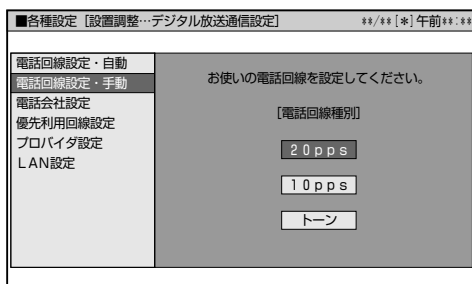 ■各種設定［設置調整…デジタル放送通信設定］ **/**[*]午前**:**
電話回線設定・自動
電話回線設定・手動
電話会社設定
優先利用回線設定
プロバイダ設定
ＬＡＮ設定
お使いの電話回線を設定してください。
［電話回線種別］
２０ｐｐｓ
１０ｐｐｓ
トーン